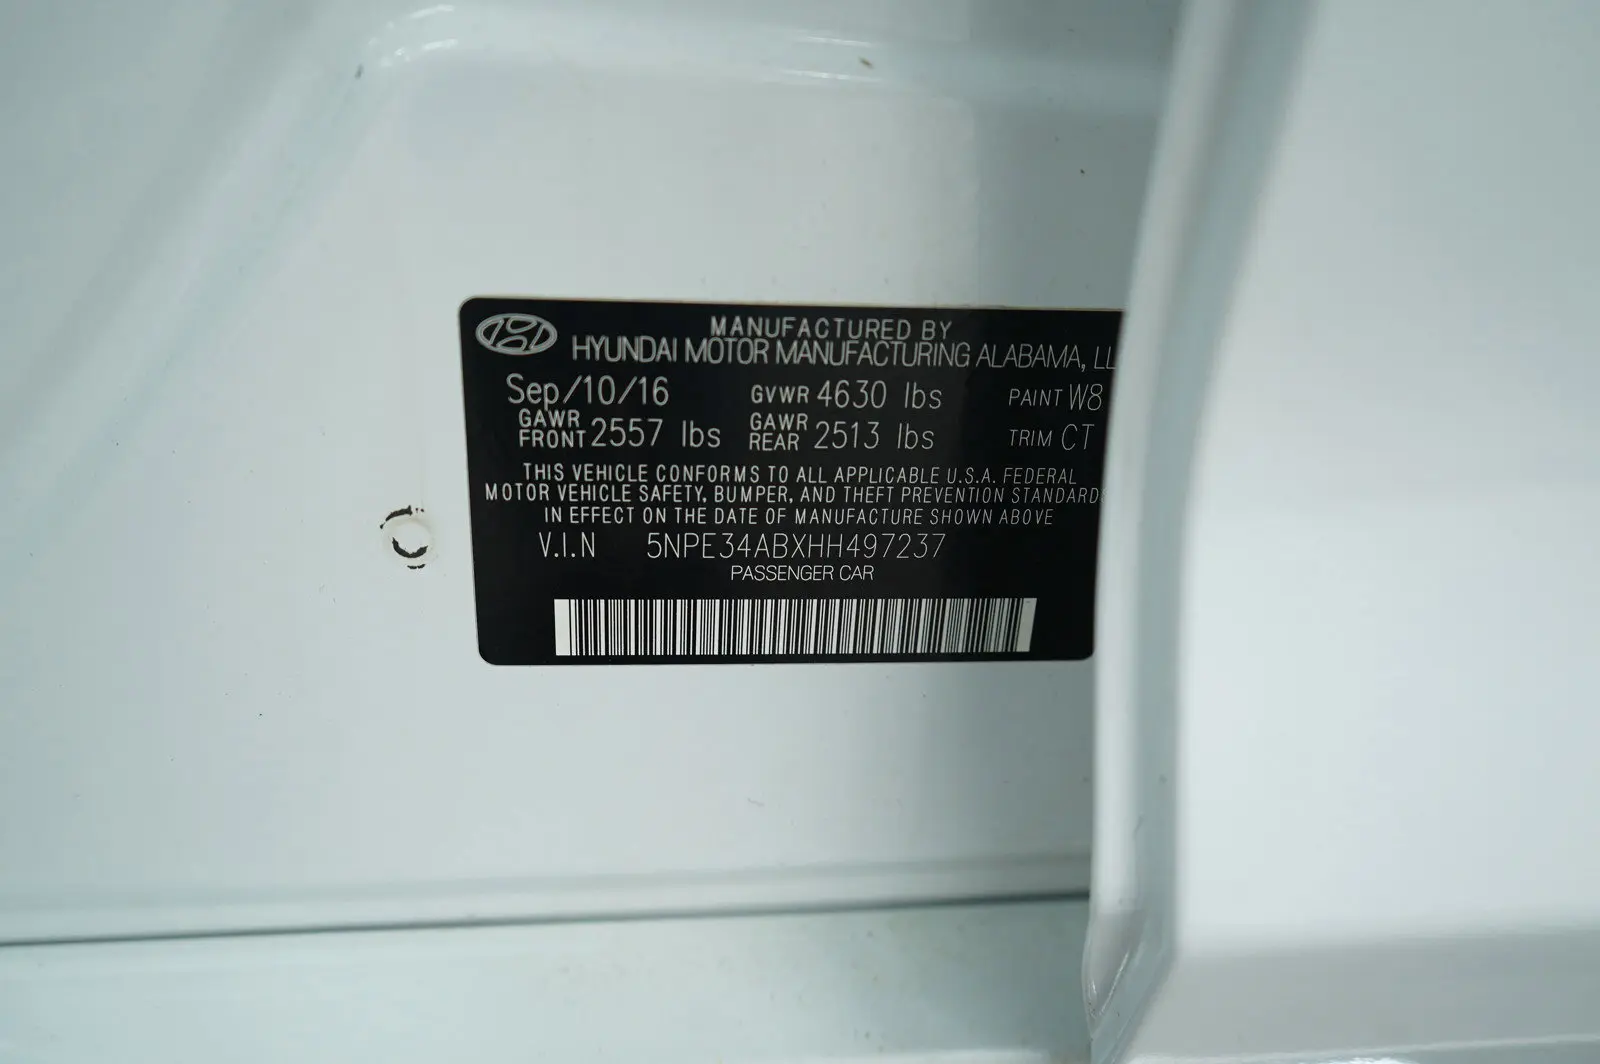 MANUFACTURED BY
HYUNDAI MOTOR MANUFACTURING ALABAMA, LL
Sep/10/16 GVWR 4630 lbs PAINT W8
GAWR FRONT 2557 lbs GAWR REAR 2513 lbs TRIM CT
THIS VEHICLE CONFORMS TO ALL APPLICABLE U.S.A. FEDERAL
MOTOR VEHICLE SAFETY, BUMPER, AND THEFT PREVENTION STANDARDS
IN EFFECT ON THE DATE OF MANUFACTURE SHOWN ABOVE
V.I.N 5NPE34ABXHH497237
PASSENGER CAR